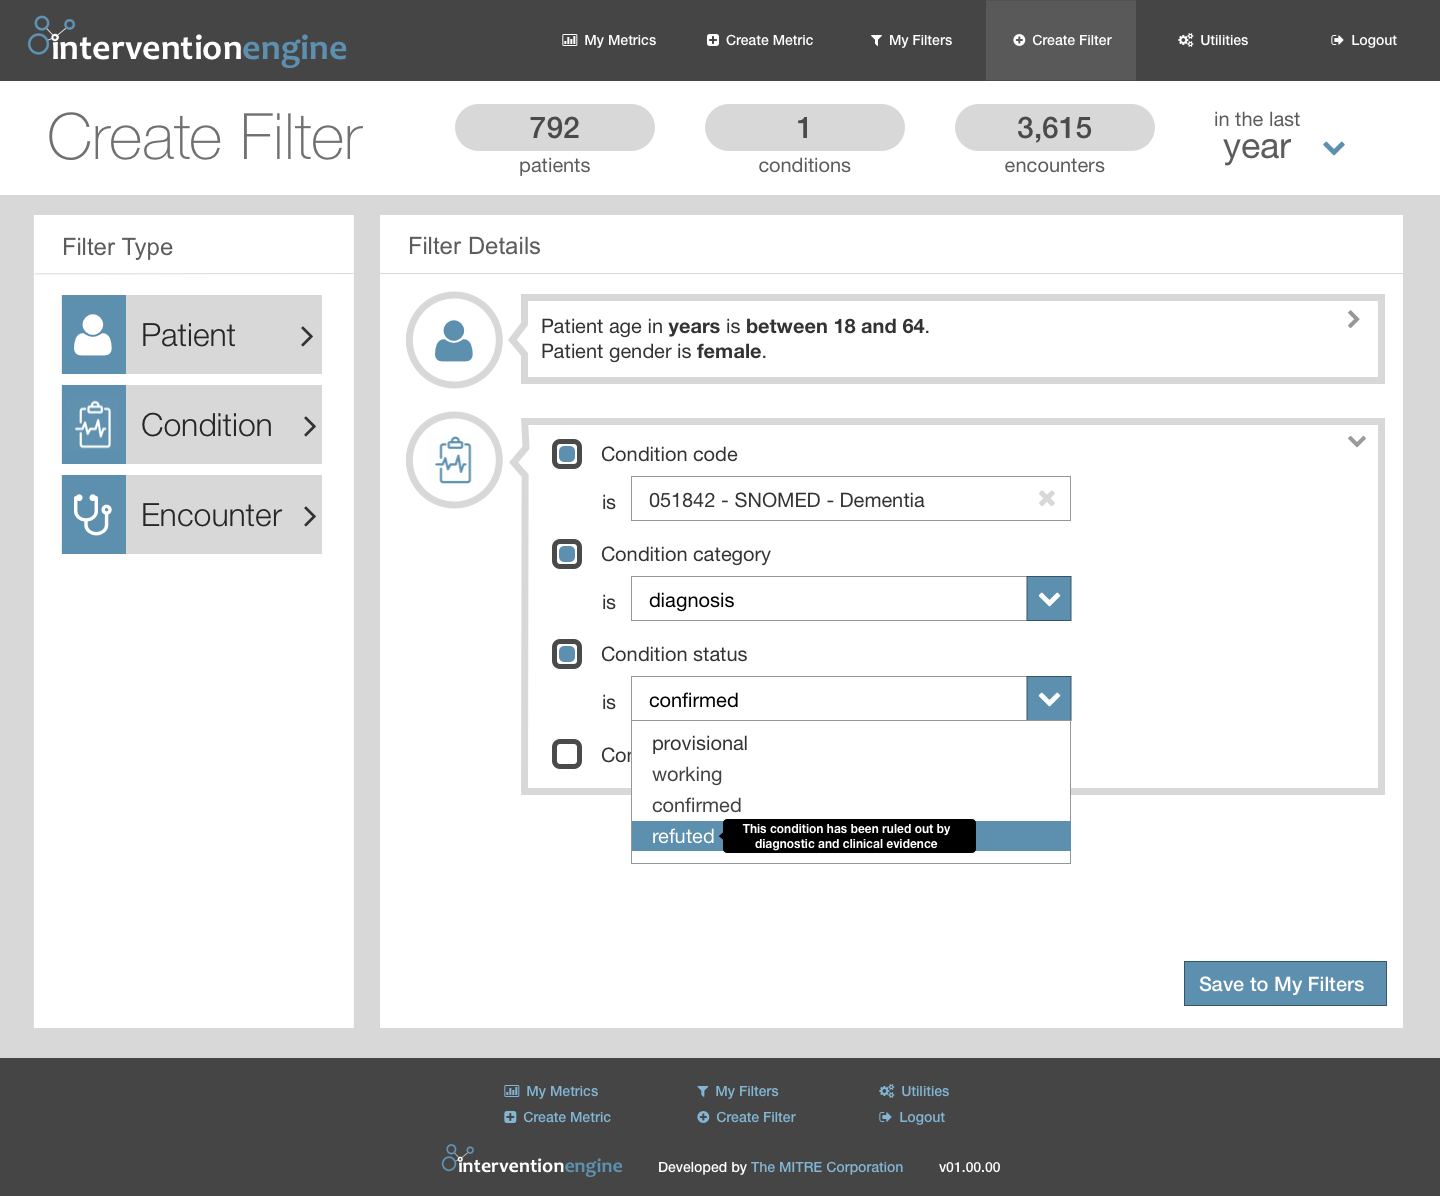 interventionengine
My Metrics
Create Metric
My Filters
Create Filter
Utilities
Logout
Create Filter
792
patients
1
conditions
3,615
encounters
in the last
year
Filter Type
Patient
Condition
Encounter
Filter Details
Patient age in years is between 18 and 64.
Patient gender is female.
Condition code
is 051842 - SNOMED - Dementia
Condition category
is diagnosis
Condition status
is confirmed
provisional
working
confirmed
refuted
This condition has been ruled out by
diagnostic and clinical evidence
Save to My Filters
My Metrics
My Filters
Utilities
Create Metric
Create Filter
Logout
interventionengine
Developed by The MITRE Corporation
v01.00.00